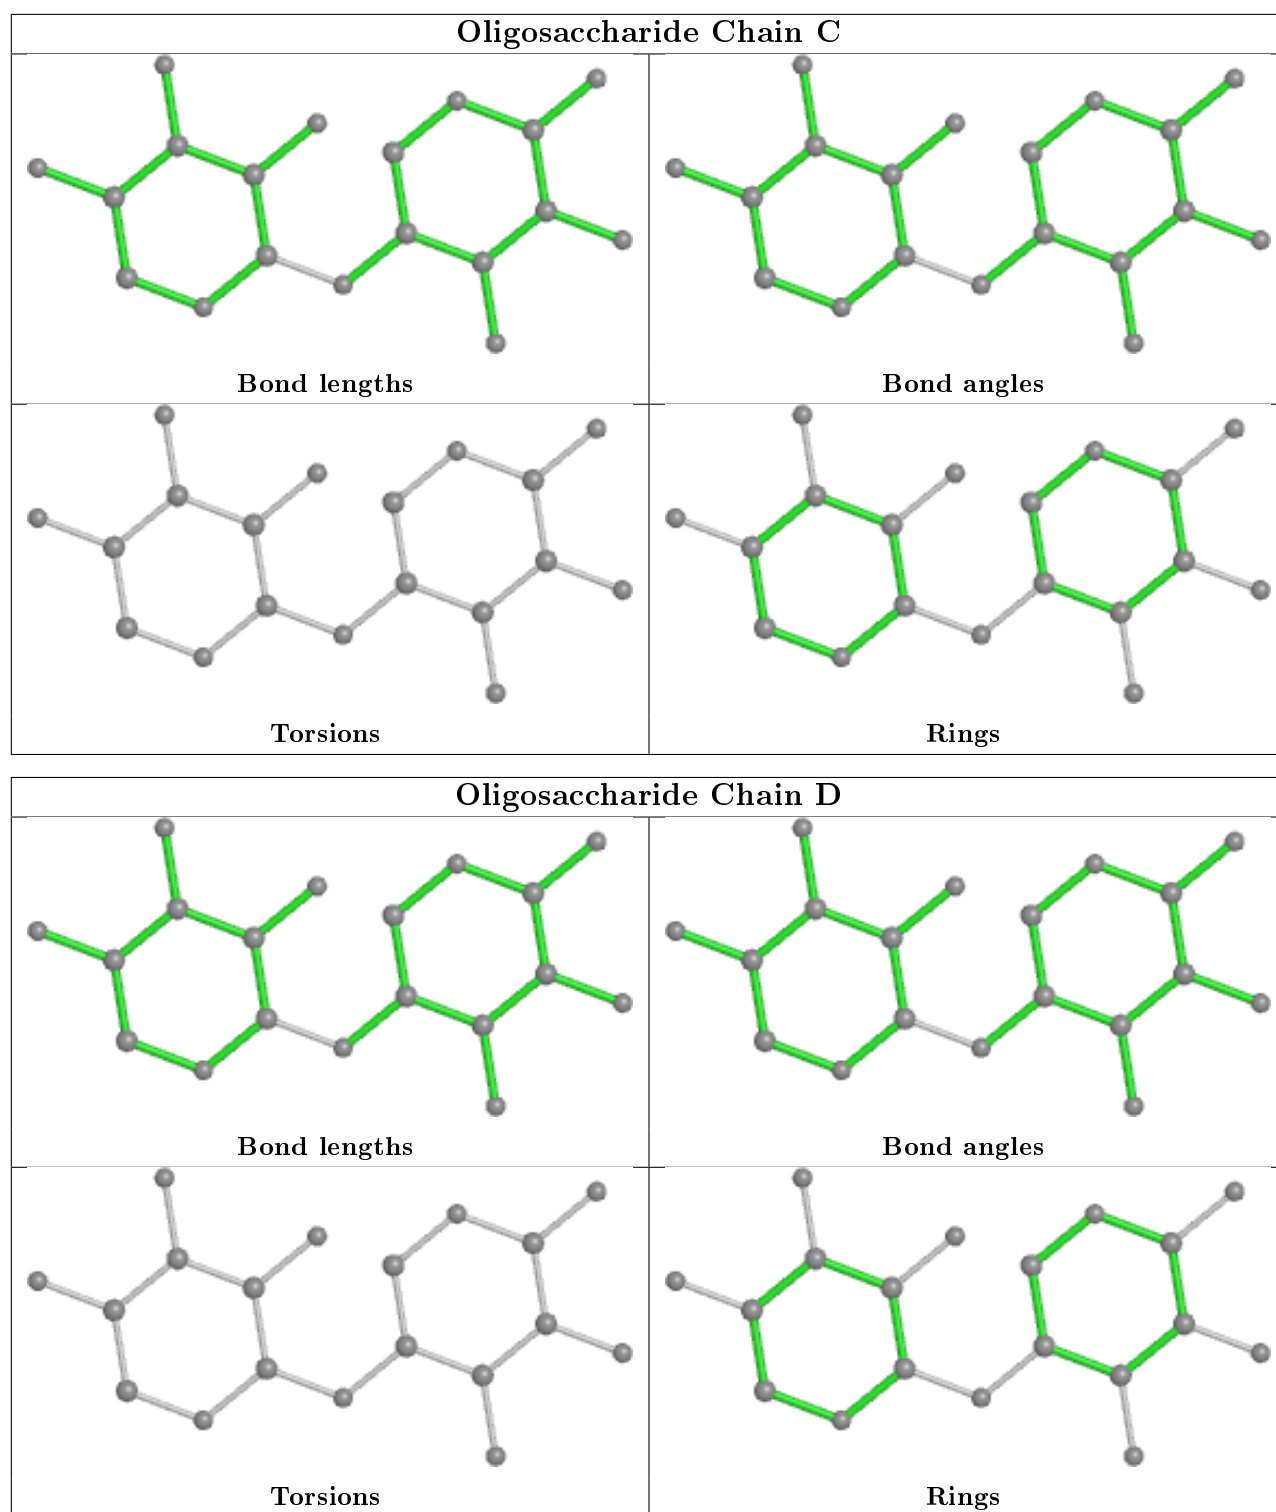 Oligosaccharide Chain C
Bond lengths
Bond angles
Torsions
Rings
Oligosaccharide Chain D
Bond lengths
Bond angles
Torsions
Rings